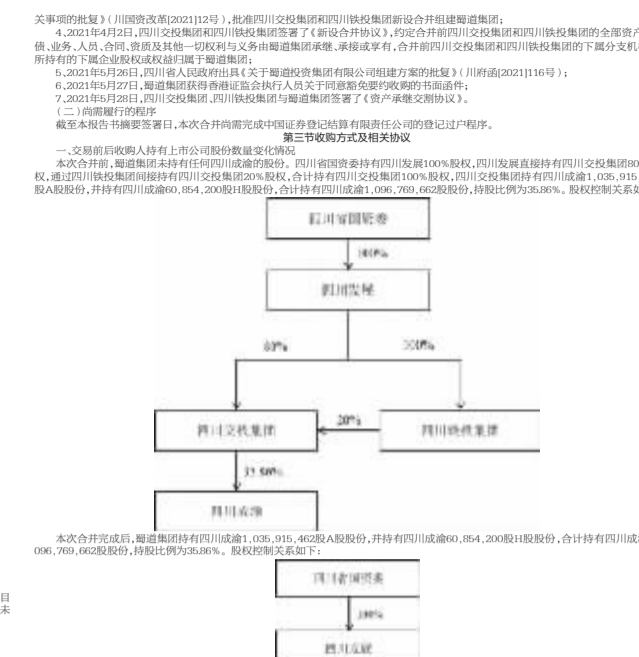 关事项的批复》(川国资改革[2021]12号),批准四川交投集团和四川铁投集团新设合并组建蜀道集团;
4、2021年4月2日,四川交投集团和四川铁投集团签署了《新设合并协议》,约定合并前四川交投集团和四川铁投集团的全部资产
债、业务、人员、合同、资质及其他一切权利与义务由蜀道集团承继、承接或享有,合并前四川交投集团和四川铁投集团的下属分支机
所持有的下属企业股权或权益归属于蜀道集团;
5、2021年5月26日,四川省人民政府出具《关于蜀道投资集团有限公司组建方案的批复》(川府函[2021]116号);
6、2021年5月27日,蜀道集团获得香港证监会执行人员关于同意豁免要约收购的书面函件;
7、2021年5月28日,四川交投集团、四川铁投集团与蜀道集团签署了《资产承继交割协议》。
(二)尚需履行的程序
截至本报告书摘要签署日,本次合并尚需完成中国证券登记结算有限责任公司的登记过户程序。
第三节收购方式及相关协议
一、交易前后收购人持有上市公司股份数量变化情况
本次合并前,蜀道集团未持有任何四川成渝的股份。四川省国资委持有四川发展100%股权,四川发展直接持有四川交投集团80
权,通过四川铁投集团间接持有四川交投集团20%股权,合计持有四川交投集团100%股权,四川交投集团持有四川成渝1,035,915
股A股股份,并持有四川成渝60,854,200股H股股份,合计持有四川成渝1,096,769,662股股份,持股比例为35.86%。股权控制关系如
四川省国资委
100%
四川发展
80%
100%
四川交投集团
20%
四川铁投集团
35.86%
四川成渝
本次合并完成后,蜀道集团持有四川成渝1,035,915,462股A股股份,并持有四川成渝60,854,200股H股股份,合计持有四川成
096,769,662股股份,持股比例为35.86%。股权控制关系如下:
四川省国资委
100%
四川发展
目
未